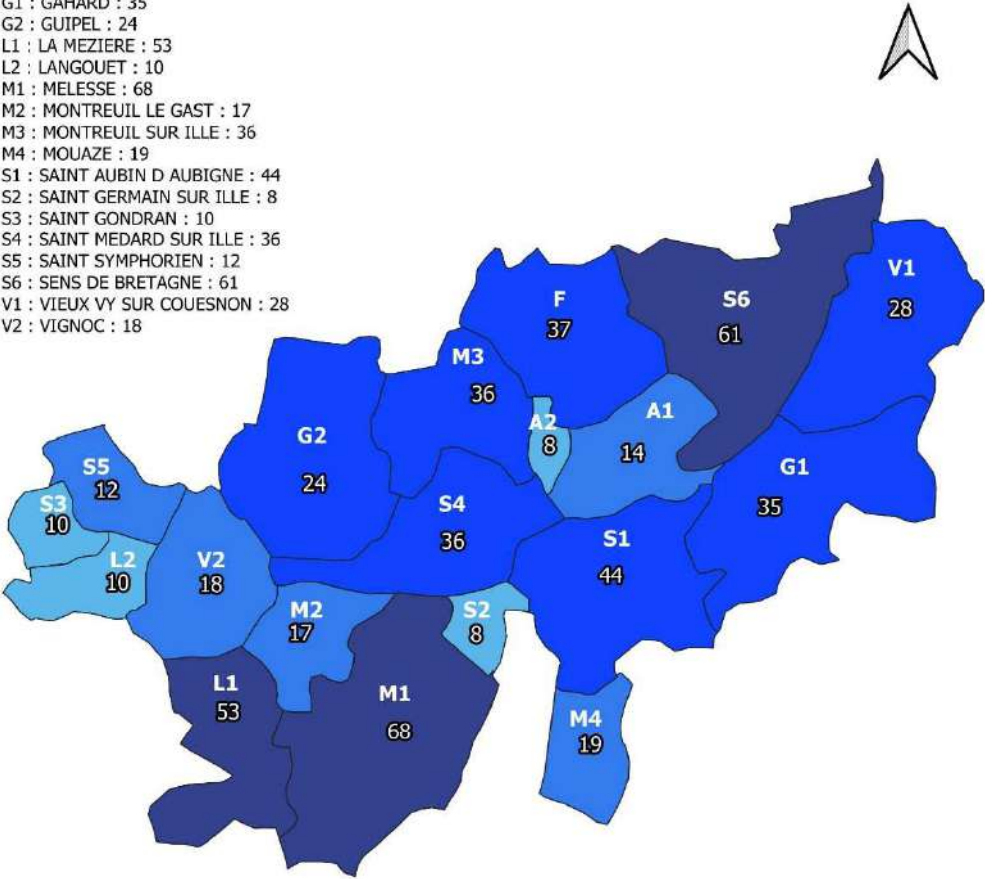 G1 : GAHARD : 35
G2 : GUIPEL : 24
L1 : LA MEZIERE : 53
L2 : LANGOUET : 10
M1 : MELESSE : 68
M2 : MONTREUIL LE GAST : 17
M3 : MONTREUIL SUR ILLE : 36
M4 : MOUAZE : 19
S1 : SAINT AUBIN D AUBIGNE : 44
S2 : SAINT GERMAIN SUR ILLE : 8
S3 : SAINT GONDRAN : 10
S4 : SAINT MEDARD SUR ILLE : 36
S5 : SAINT SYMPHORIEN : 12
S6 : SENS DE BRETAGNE : 61
V1 : VIEUX VY SUR COUESNON : 28
V2 : VIGNOC : 18
V1
28
F
37
S6
61
M3
36
A2
8
A1
14
G2
24
G1
35
S5
12
S3
10
S4
36
S1
44
L2
10
V2
18
M2
17
S2
8
L1
53
M1
68
M4
19